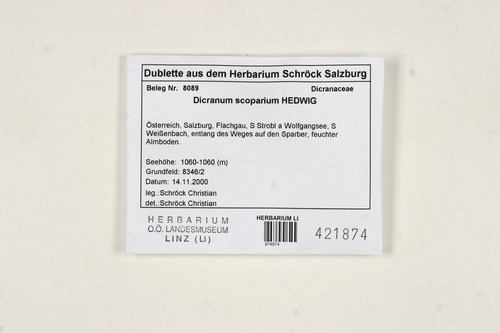 Dublette aus dem Herbarium Schröck Salzburg
Beleg Nr. 8089 Dicranaceae
Dicranum scoparium HEDWIG
Österreich, Salzburg, Flachgau, S Strobl a Wolfgangsee, S
Weißenbach, entlang des Weges auf den Sparber, feuchter
Almboden.
Seehöhe: 1060-1060 (m)
Grundfeld: 8346/2
Datum: 14.11.2000
leg.:Schröck Christian
det.:Schröck Christian
HERBARIUM
O.Ö. LANDESMUSEUM
LINZ (LI)
HERBARIUM LI
974974
421874